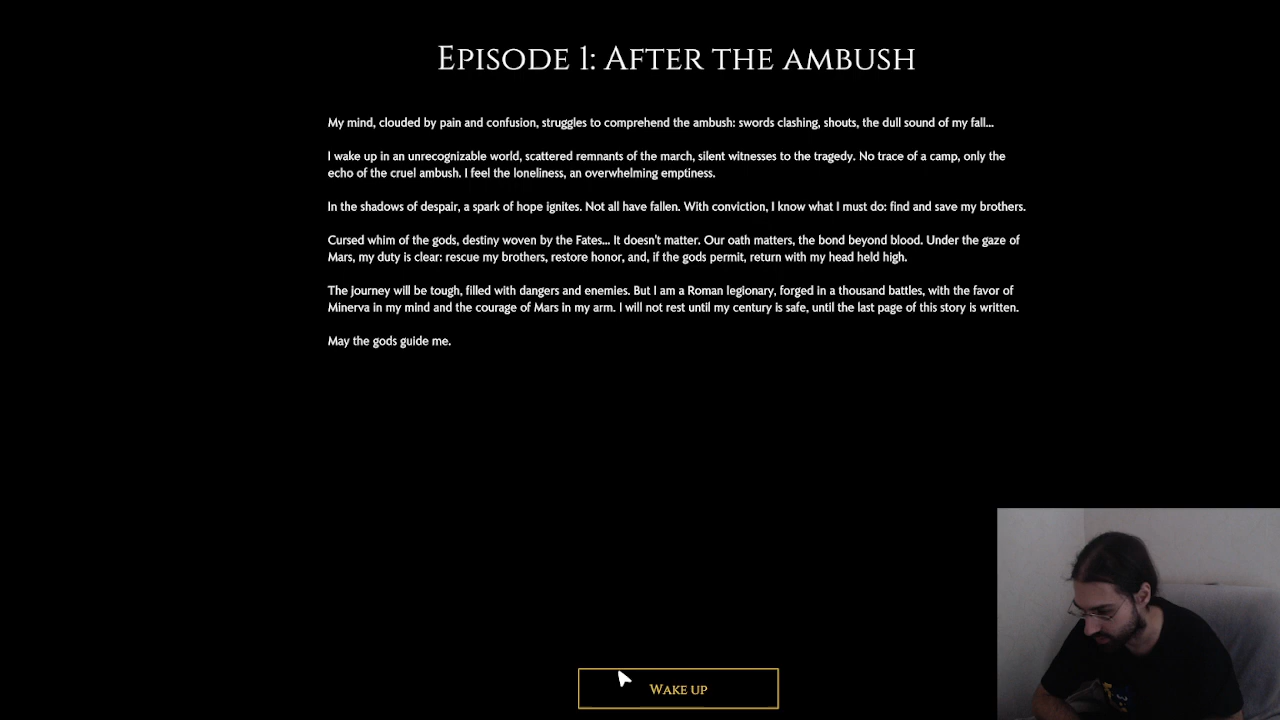 Episode 1: After the ambush
My mind, clouded by pain and confusion, struggles to comprehend the ambush: swords clashing, shouts, the dull sound of my fall...
I wake up in an unrecognizable world, scattered remnants of the march, silent witnesses to the tragedy. No trace of a camp, only the
echo of the cruel ambush. I feel the loneliness, an overwhelming emptiness.
In the shadows of despair, a spark of hope ignites. Not all have fallen. With conviction, I know what I must do: find and save my brothers.
Cursed whim of the gods, destiny woven by the Fates... It doesn't matter. Our oath matters, the bond beyond blood. Under the gaze of
Mars, my duty is clear: rescue my brothers, restore honor, and, if the gods permit, return with my head held high.
The journey will be tough, filled with dangers and enemies. But I am a Roman legionary, forged in a thousand battles, with the favor of
Minerva in my mind and the courage of Mars in my arm. I will not rest until my century is safe, until the last page of this story is written.
May the gods guide me.
Wake up